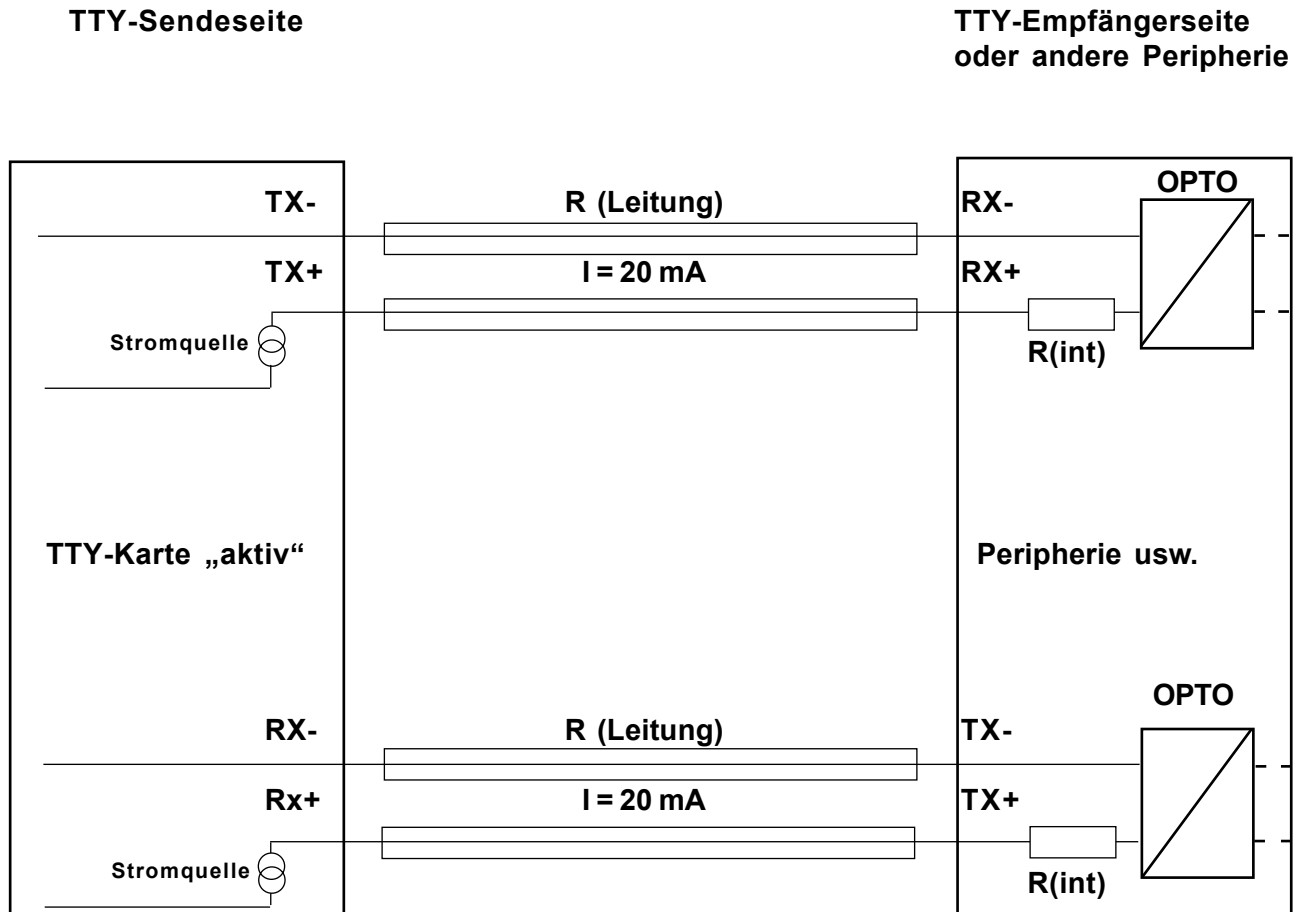 TTY-Sendeseite
TTY-Empfängerseite
oder andere Peripherie
OPTO
TX-
R (Leitung)
RX-
TX+
I = 20 mA
RX+
Stromquelle
R(int)
TTY-Karte „aktiv“
Peripherie usw.
OPTO
RX-
R (Leitung)
TX-
Rx+
I = 20 mA
TX+
Stromquelle
R(int)